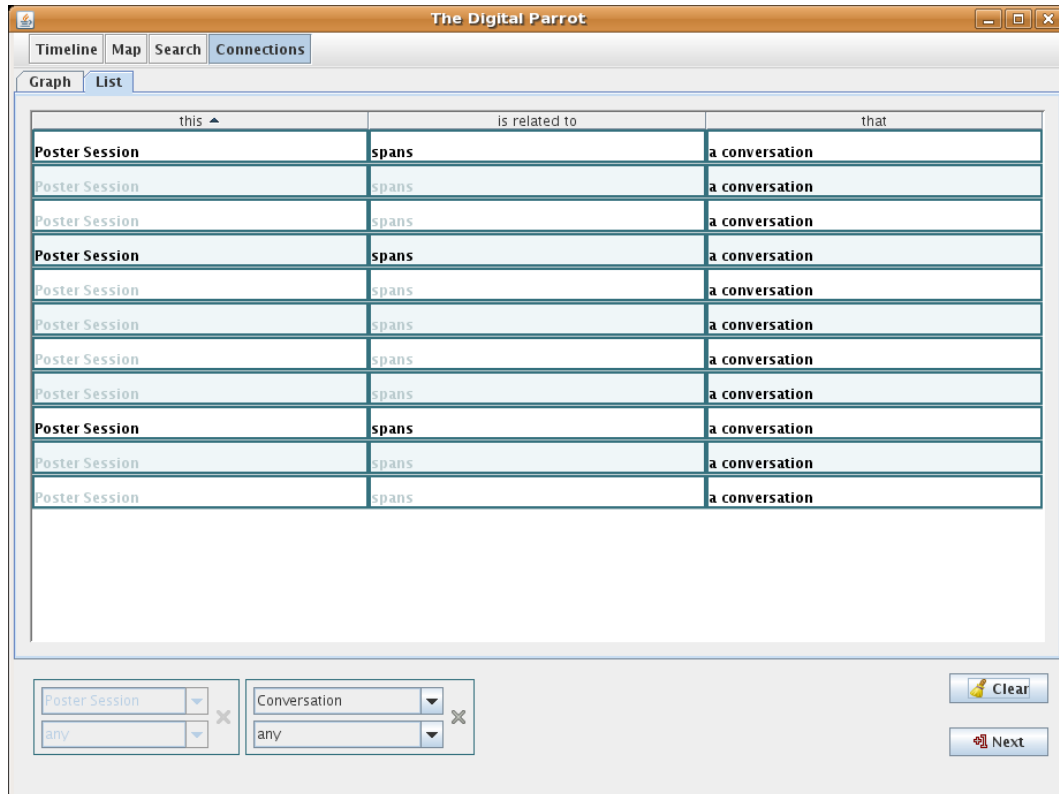 The Digital Parrot
Timeline Map Search Connections
Graph List
this is related to that
Poster Session spans a conversation
Poster Session spans a conversation
Poster Session spans a conversation
Poster Session spans a conversation
Poster Session spans a conversation
Poster Session spans a conversation
Poster Session spans a conversation
Poster Session spans a conversation
Poster Session spans a conversation
Poster Session spans a conversation
Poster Session spans a conversation
Poster Session Conversation Clear
any any Next